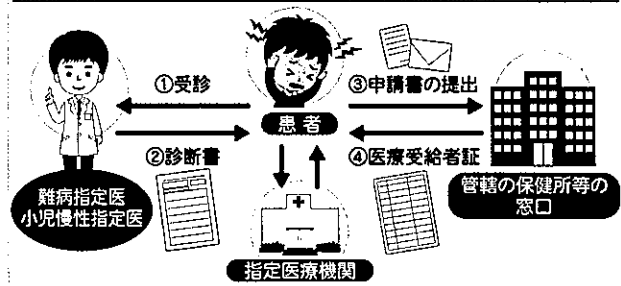 ①受診
③申請書の提出
患者
②診断書
④医療受給者証
難病指定医
小児慢性指定医
管轄の保健所等の
窓口
指定医療機関